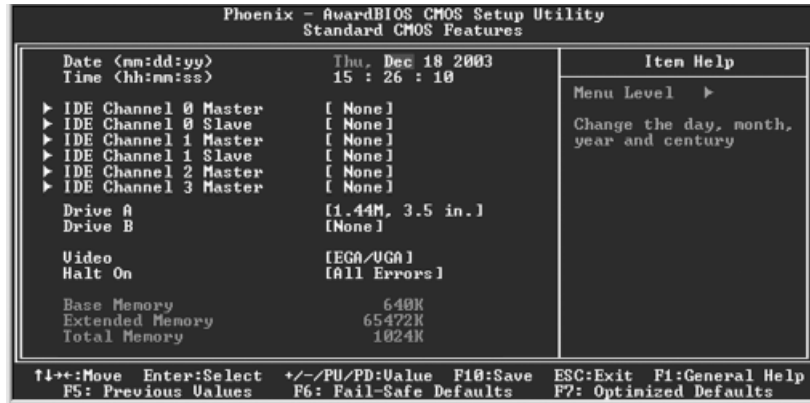 Phoenix - AwardBIOS CMOS Setup Utility
Standard CMOS Features
Date (mm:dd:yy) Thu, Dec 18 2003
Time (hh:mm:ss) 15 : 26 : 10
IDE Channel 0 Master [ None]
IDE Channel 0 Slave [ None]
IDE Channel 1 Master [ None]
IDE Channel 1 Slave [ None]
IDE Channel 2 Master [ None]
IDE Channel 3 Master [ None]
Drive A [1.44M, 3.5 in.]
Drive B [None]
Video [EGA/VGA]
Halt On [All Errors]
Base Memory 640K
Extended Memory 65472K
Total Memory 1024K
Item Help
Menu Level ►
Change the day, month,
year and century
↑↓→←:Move Enter:Select +/-/PU/PD:Value F10:Save ESC:Exit F1:General Help
F5: Previous Values F6: Fail-Safe Defaults F7: Optimized Defaults